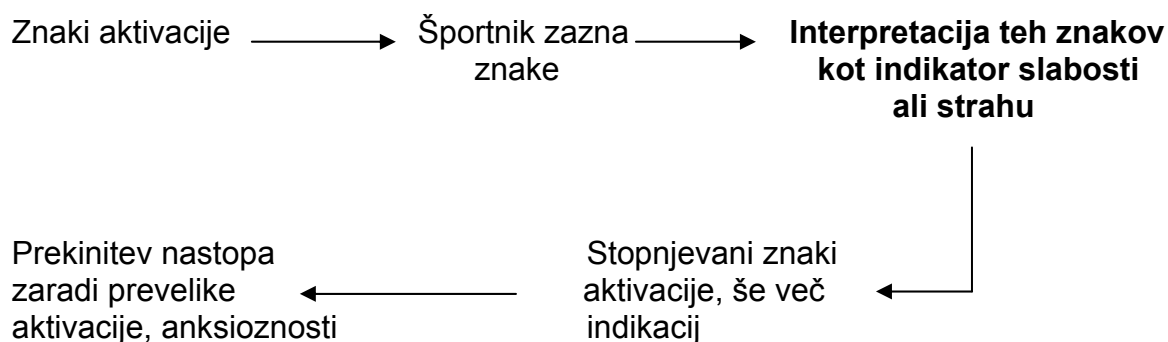 Znaki aktivacije
Športnik zazna
znake
Interpretacija teh znakov
kot indikator slabosti
ali strahu
Prekinitev nastopa
zaradi prevelike
aktivacije, anksioznosti
Stopnjevani znaki
aktivacije, še več
indikacij